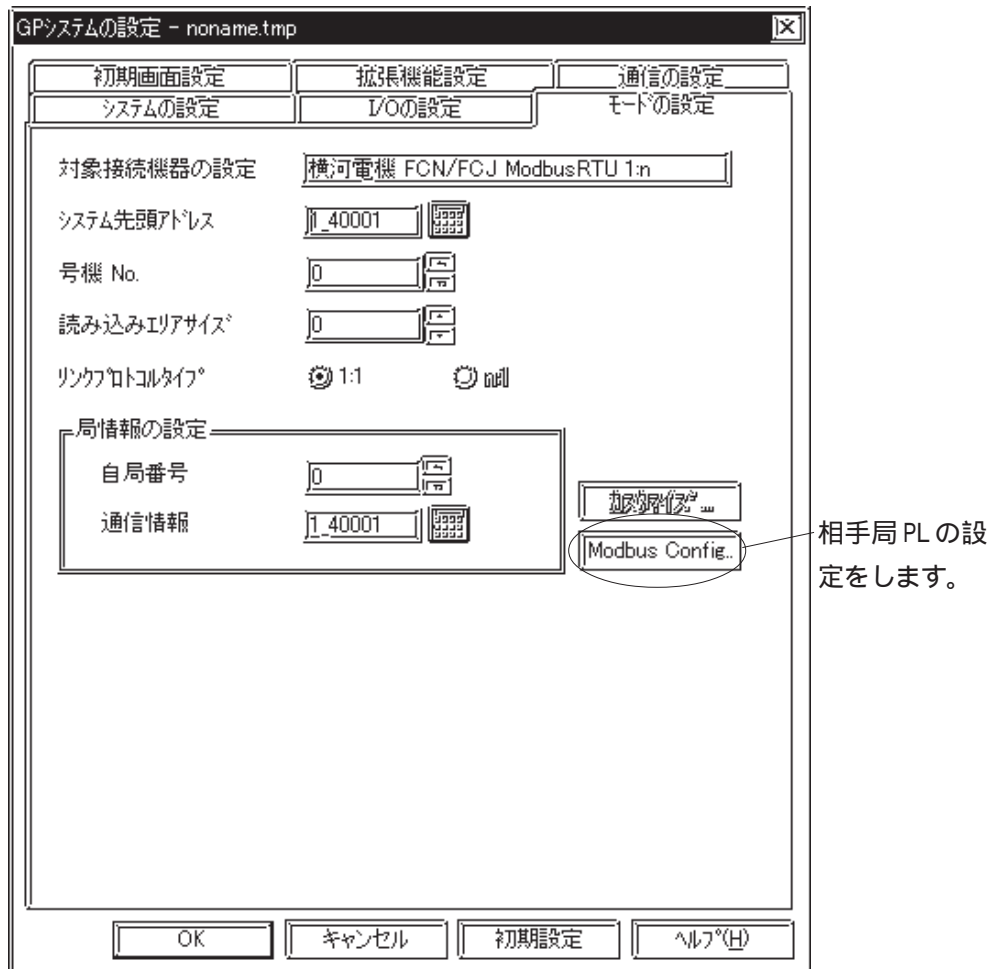 GPｼｽﾃﾑの設定 - noname.tmp
初期画面設定 拡張機能設定 通信の設定
ｼｽﾃﾑの設定 I/Oの設定 ﾓｰﾄﾞの設定
対象接続機器の設定 横河電機 FCN/FCJ ModbusRTU 1:n
ｼｽﾃﾑ先頭ｱﾄﾞﾚｽ 1_40001
号機 No. 0
読み込みｴﾘｱｻｲｽﾞ 0
ﾘﾝｸﾌﾟﾛﾄｺﾙﾀｲﾌﾟ 1:1
局情報の設定
自局番号 0
通信情報 1_40001
Modbus Config..
相手局PLの設
定をします。
OK キャンセル 初期設定 ﾍﾙﾌﾟ(H)